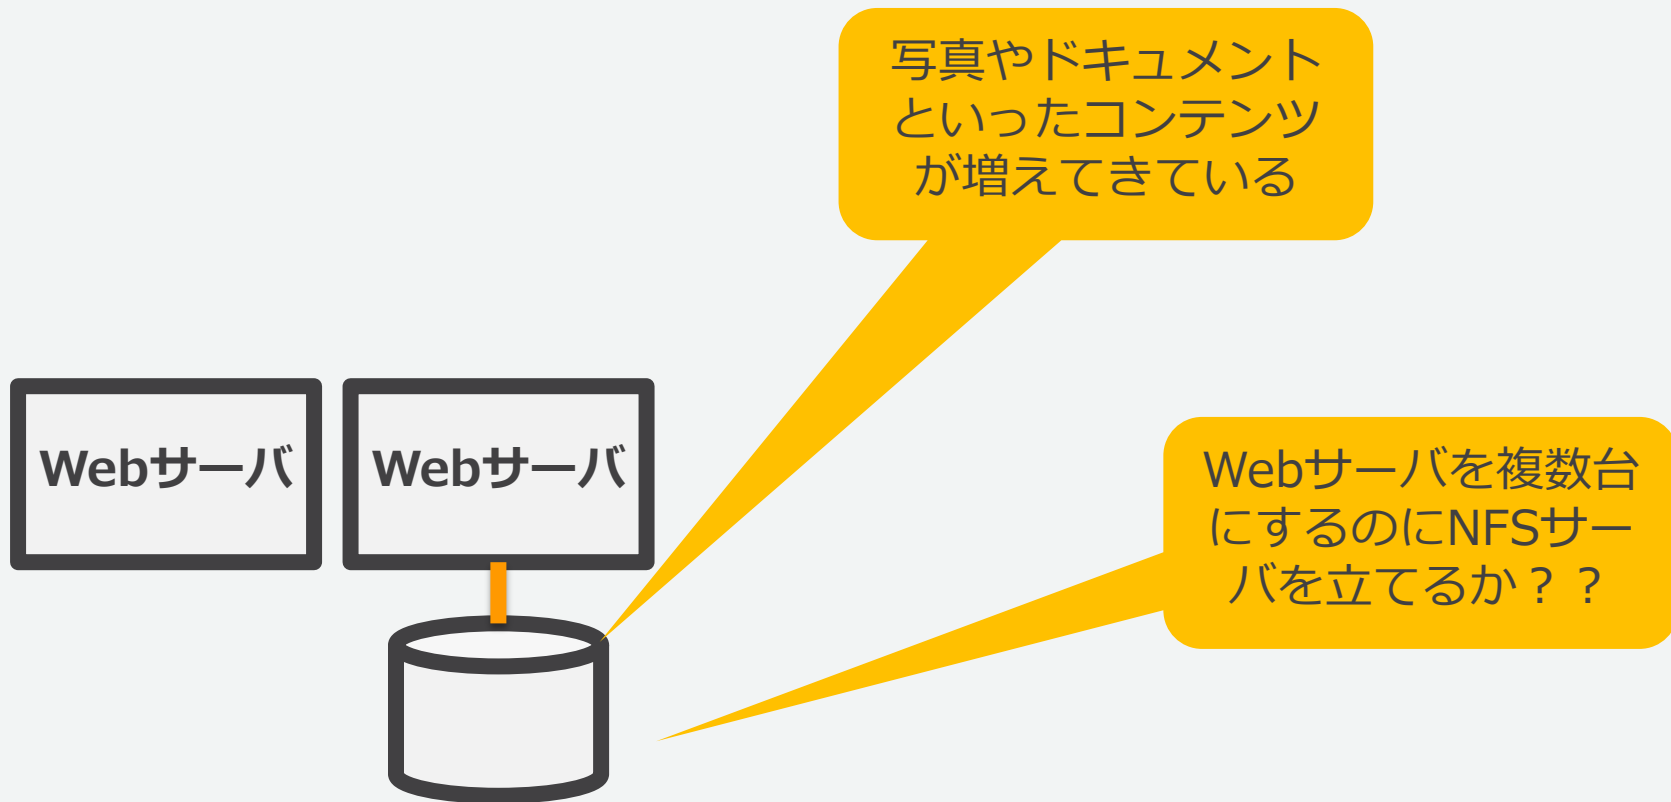 写真やドキュメント
といったコンテンツ
が増えてきている
Webサーバ
Webサーバ
Webサーバを複数台
にするのにNFSサー
バを立てるか？？